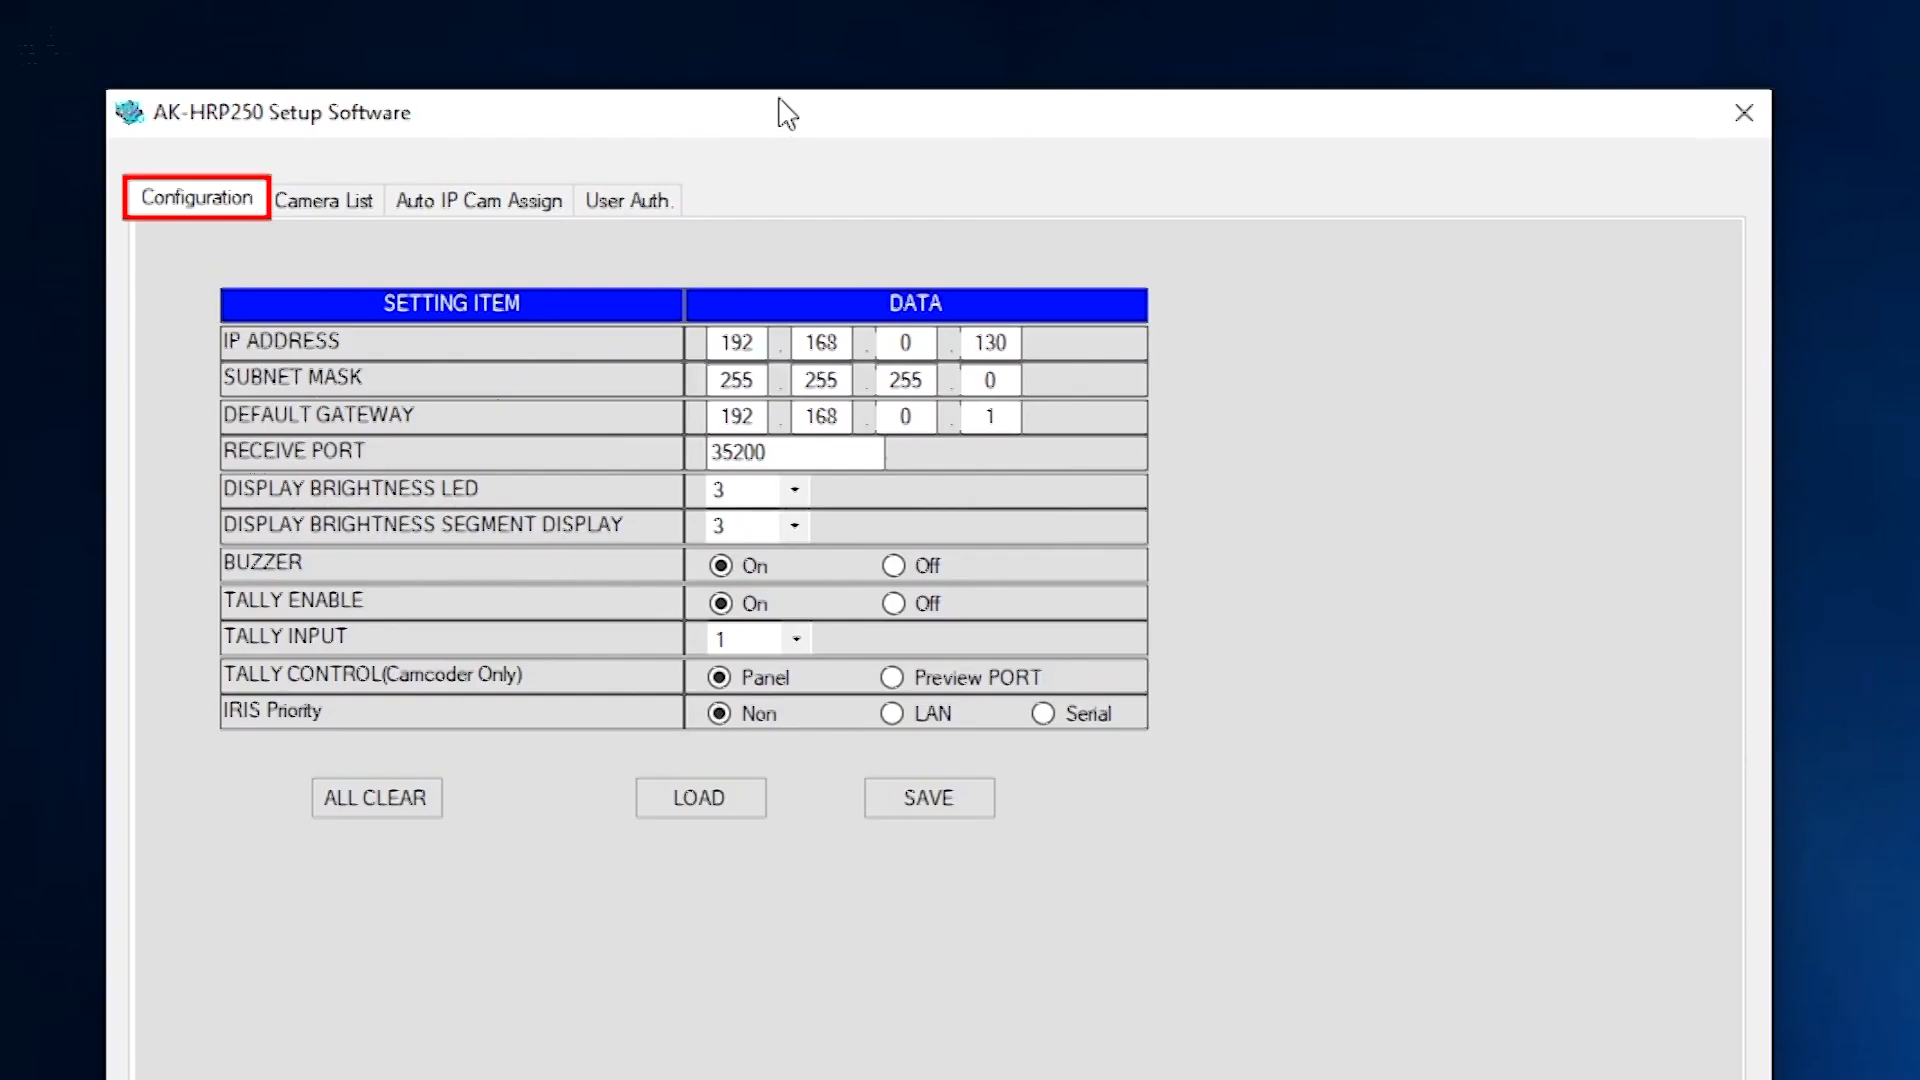 AK-HRP250 Setup Software
Configuration Camera List Auto IP Cam Assign User Auth.
SETTING ITEM DATA
IP ADDRESS 192 . 168 . 0 . 130
SUBNET MASK 255 . 255 . 255 . 0
DEFAULT GATEWAY 192 . 168 . 0 . 1
RECEIVE PORT 35200
DISPLAY BRIGHTNESS LED 3
DISPLAY BRIGHTNESS SEGMENT DISPLAY 3
BUZZER On Off
TALLY ENABLE On Off
TALLY INPUT 1
TALLY CONTROL(Camcoder Only) Panel Preview PORT
IRIS Priority Non LAN Serial
ALL CLEAR LOAD SAVE